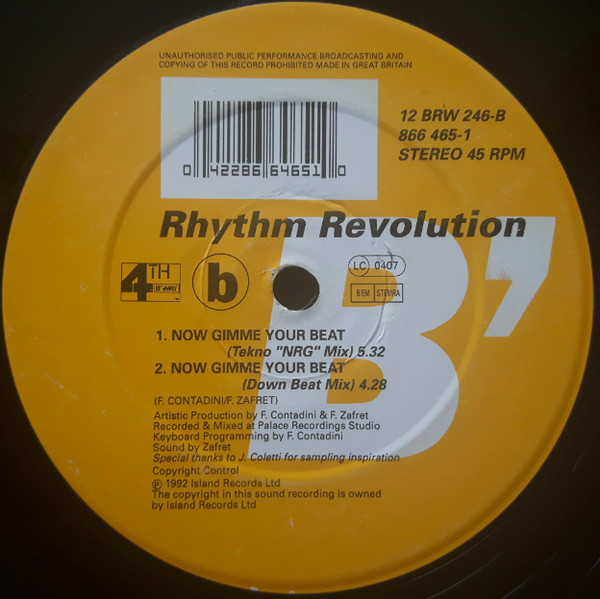 UNAUTHORISED PUBLIC PERFORMANCE BROADCASTING AND
COPYING OF THIS RECORD PROHIBITED MADE IN GREAT BRITAIN
12 BRW 246-B
866 465-1
STEREO 45 RPM
0 42286 64651 0
Rhythm Revolution
4TH
B'WAY
b
LC 0407
BIEM STEMRA
B'
1. NOW GIMME YOUR BEAT
(Tekno "NRG" Mix) 5.32
2. NOW GIMME YOUR BEAT
(Down Beat Mix) 4.28
(F. CONTADINI/F. ZAFRET)
Artistic Production by F. Contadini & F. Zafret
Recorded & Mixed at Palace Recordings Studio
Keyboard Programming by F. Contadini
Sound by Zafret
Special thanks to J. Coletti for sampling inspiration
Copyright Control
℗ 1992 Island Records Ltd
The copyright in this sound recording is owned
by Island Records Ltd